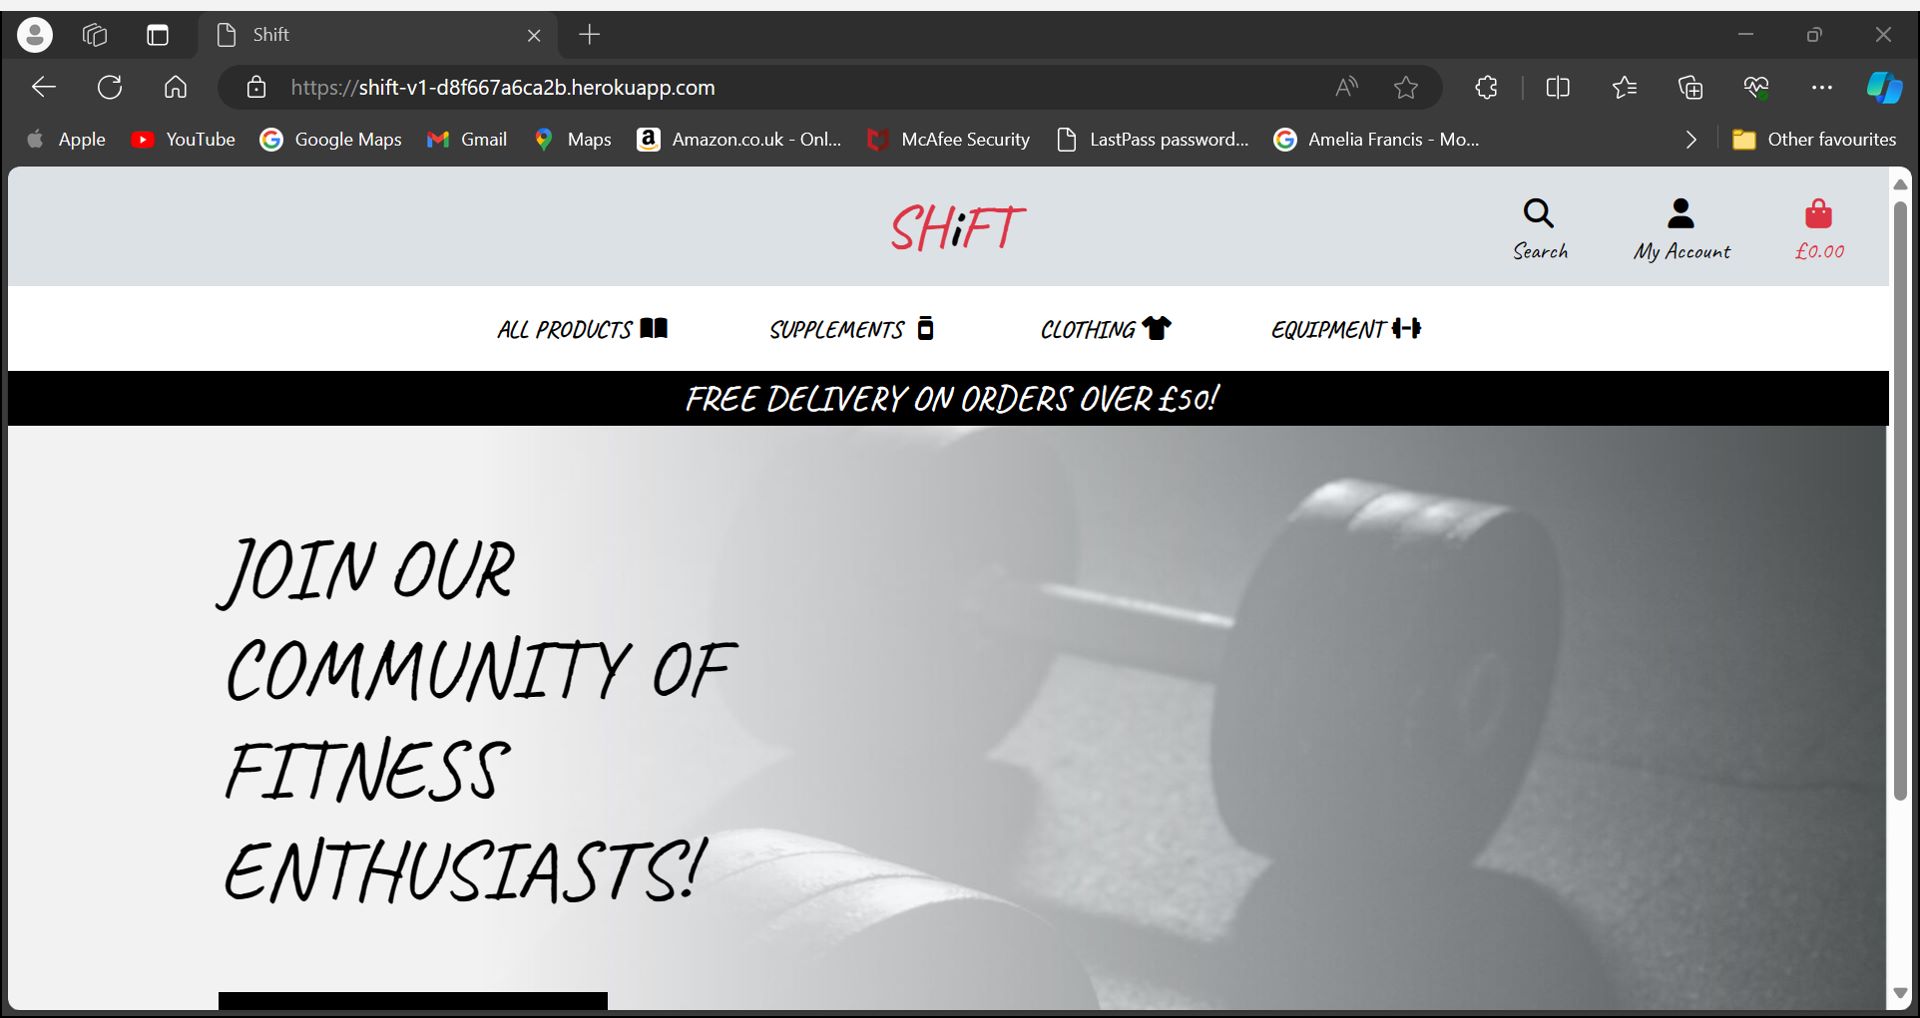 Shift
https://shift-v1-d8f667a6ca2b.herokuapp.com
Apple YouTube Google Maps Gmail Maps Amazon.co.uk - Onl... McAfee Security LastPass password... Amelia Francis - Mo... Other favourites
SHiFT
Search My Account £0.00
ALL PRODUCTS SUPPLEMENTS CLOTHING EQUIPMENT
FREE DELIVERY ON ORDERS OVER £50!
JOIN OUR
COMMUNITY OF
FITNESS
ENTHUSIASTS!